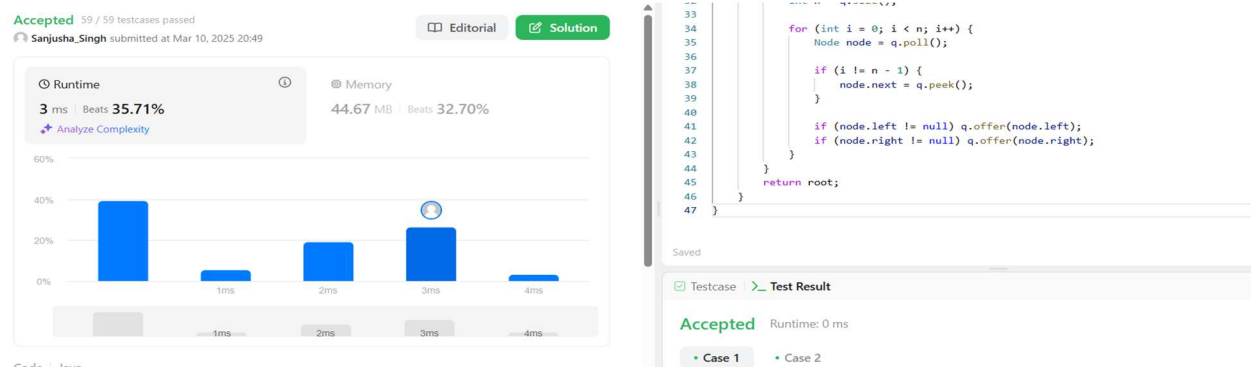 Accepted 59 / 59 testcases passed
Sanjusha_Singh submitted at Mar 10, 2025 20:49
Editorial
Solution
Runtime
3 ms Beats 35.71%
Analyze Complexity
Memory
44.67 MB Beats 32.70%
60%
40%
20%
0%
1ms 2ms 3ms 4ms
1ms 2ms 3ms 4ms
Code Java
33
34 for (int i = 0; i < n; i++) {
35 Node node = q.poll();
36
37 if (i != n - 1) {
38 node.next = q.peek();
39 }
40
41 if (node.left != null) q.offer(node.left);
42 if (node.right != null) q.offer(node.right);
43 }
44 }
45 return root;
46 }
47 }
Saved
Testcase >_ Test Result
Accepted Runtime: 0 ms
• Case 1 • Case 2